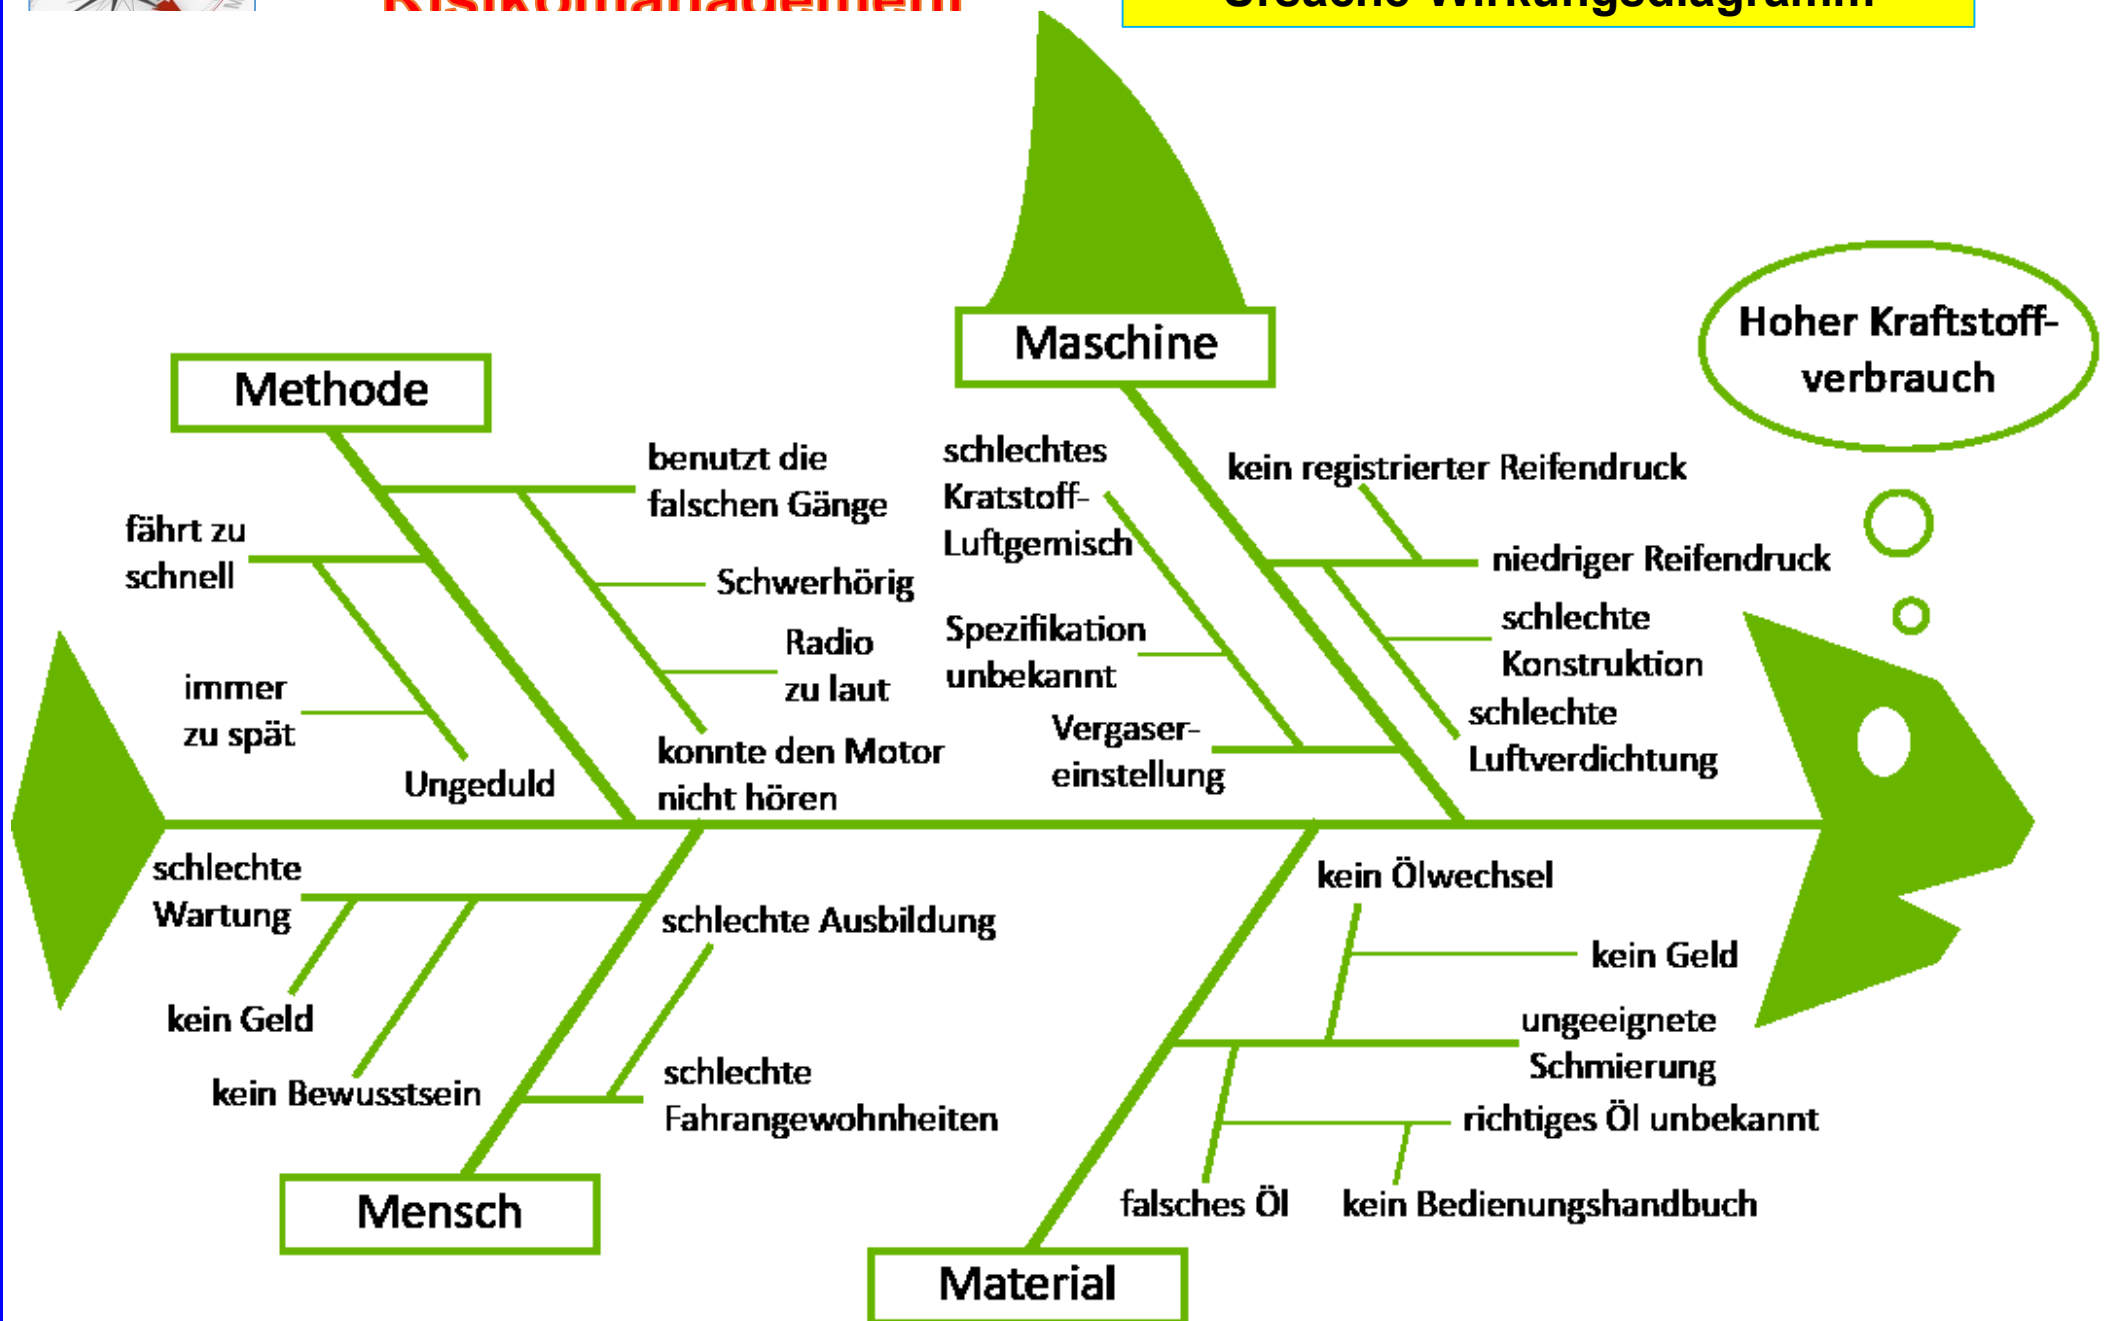 Risikomanagement
Ursache Wirkungsdiagramm
Maschine
Hoher Kraftstoff-
verbrauch
Methode
benutzt die
falschen Gänge
schlechtes
Kratstoff-
Luftgemisch
kein registrierter Reifendruck
fährt zu
schnell
Schwerhörig
niedriger Reifendruck
Radio
zu laut
Spezifikation
unbekannt
schlechte
Konstruktion
immer
zu spät
Ungeduld
konnte den Motor
nicht hören
Vergaser-
einstellung
schlechte
Luftverdichtung
schlechte
Wartung
schlechte Ausbildung
kein Ölwechsel
kein Geld
kein Geld
kein Bewusstsein
schlechte
Fahrangewohnheiten
ungeeignete
Schmierung
richtiges Öl unbekannt
falsches Öl
kein Bedienungshandbuch
Mensch
Material